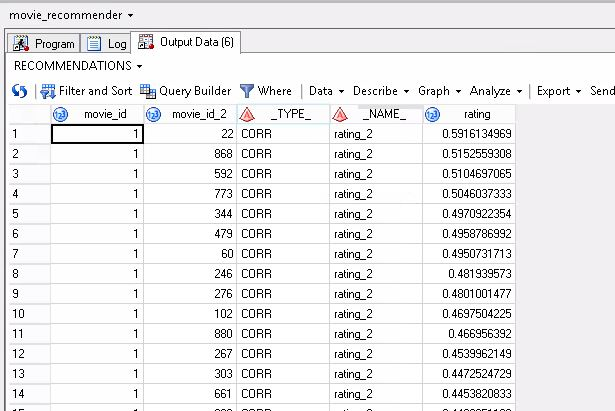 movie_recommender
Program Log Output Data (6)
RECOMMENDATIONS
Filter and Sort Query Builder Where Data Describe Graph Analyze Export Send
movie_id movie_id_2 _TYPE_ _NAME_ rating
1 1 22 CORR rating_2 0.5916134969
2 1 868 CORR rating_2 0.5152559308
3 1 592 CORR rating_2 0.5104697065
4 1 773 CORR rating_2 0.5046037333
5 1 344 CORR rating_2 0.4970922354
6 1 479 CORR rating_2 0.4958786992
7 1 60 CORR rating_2 0.4950731713
8 1 246 CORR rating_2 0.481939573
9 1 276 CORR rating_2 0.4801001477
10 1 102 CORR rating_2 0.4697504225
11 1 880 CORR rating_2 0.466956392
12 1 267 CORR rating_2 0.4539962149
13 1 303 CORR rating_2 0.4472524729
14 1 661 CORR rating_2 0.4453820833